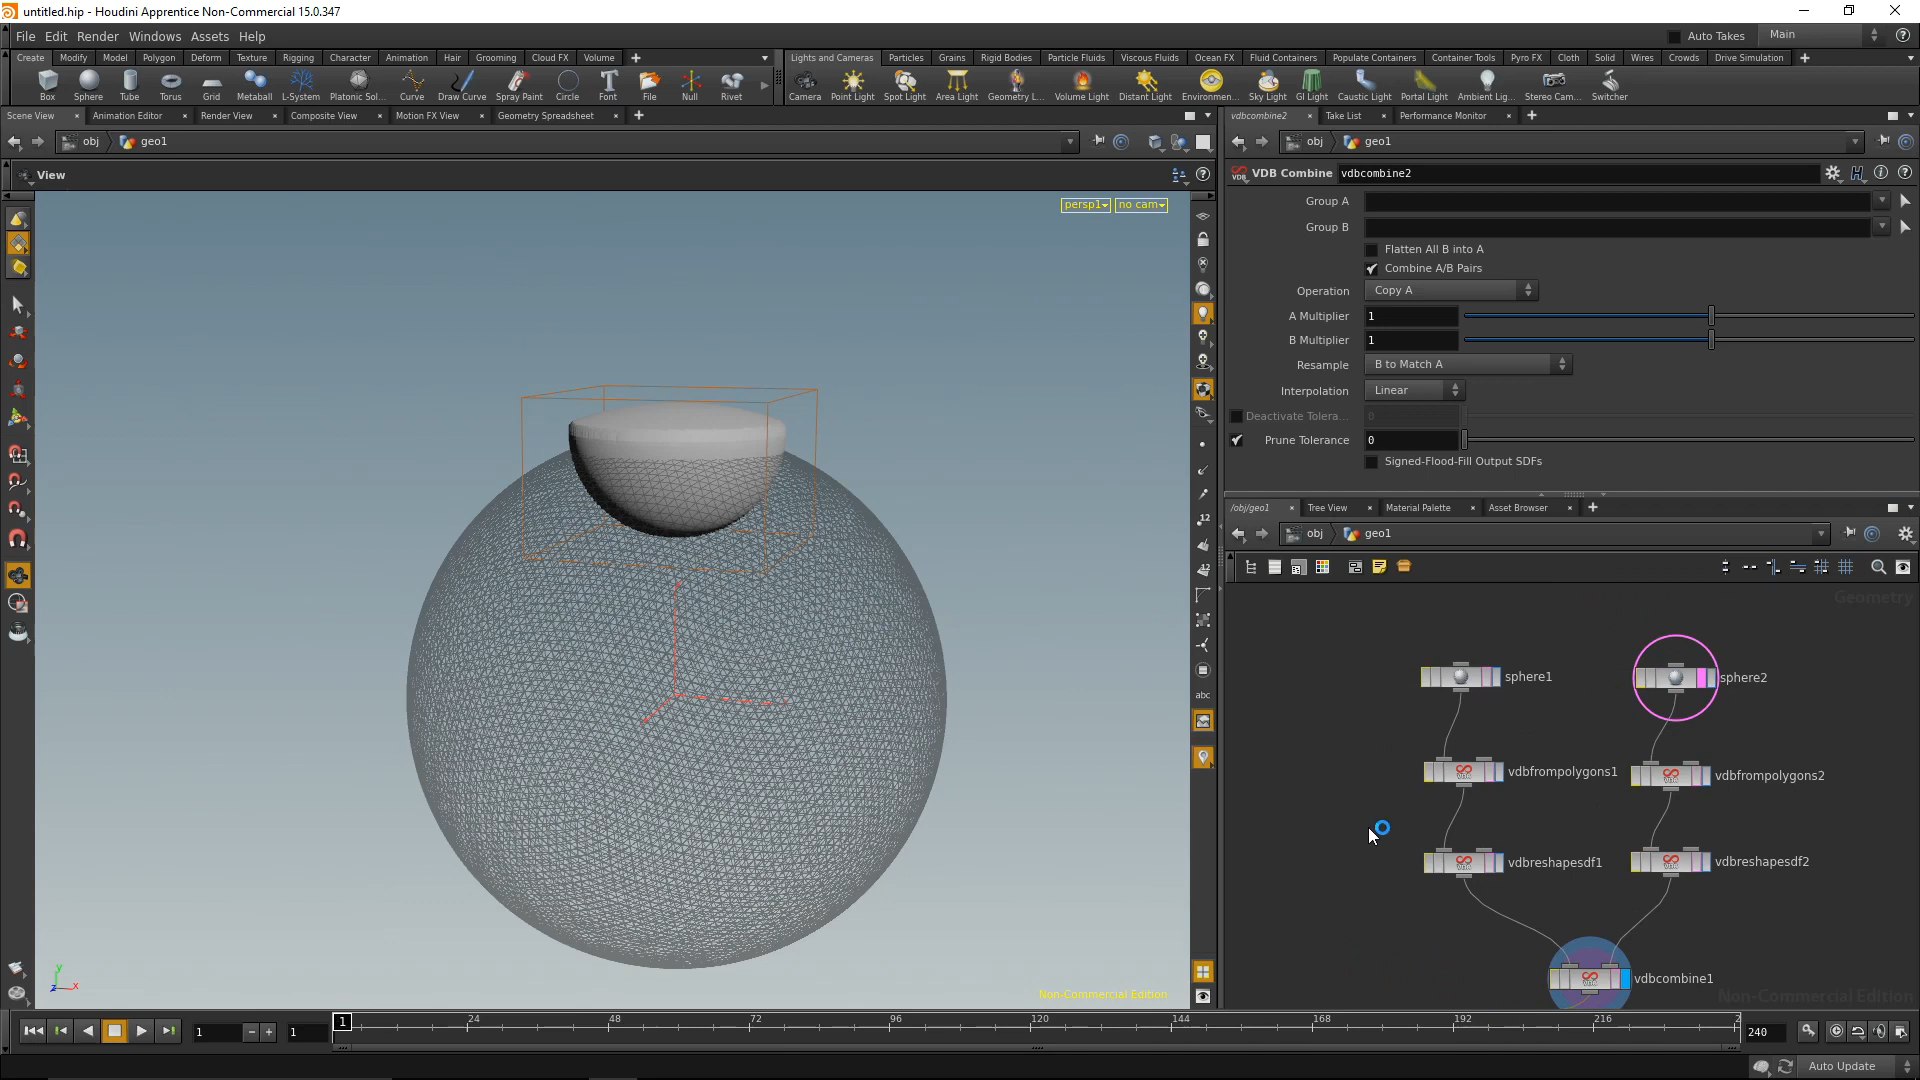 untitled.hip - Houdini Apprentice Non-Commercial 15.0.347
File Edit Render Windows Assets Help
Auto Takes Main
Create Modify Model Polygon Deform Texture Rigging Character Animation Hair Grooming Cloud FX Volume
Lights and Cameras Particles Grains Rigid Bodies Particle Fluids Viscous Fluids Ocean FX Fluid Containers Populate Containers Container Tools Pyro FX Cloth Solid Wires Crowds Drive Simulation
Box Sphere Tube Torus Grid Metaball L-System Platonic Sol... Curve Draw Curve Spray Paint Circle Font File Null Rivet
Camera Point Light Spot Light Area Light Geometry L... Volume Light Distant Light Environmen... Sky Light GI Light Caustic Light Portal Light Ambient Lig... Stereo Cam... Switcher
Scene View Animation Editor Render View Composite View Motion FX View Geometry Spreadsheet
vdbcombine2 Take List Performance Monitor
obj geo1
obj geo1
View
persp1 no cam
VDB Combine vdbcombine2
Group A
Group B
Flatten All B into A
Combine A/B Pairs
Operation Copy A
A Multiplier 1
B Multiplier 1
Resample B to Match A
Interpolation Linear
Deactivate Tolera... 0
Prune Tolerance 0
Signed-Flood-Fill Output SDFs
/obj/geo1 Tree View Material Palette Asset Browser
obj geo1
Geometry
sphere1
sphere2
vdbfrompolygons1
vdbfrompolygons2
vdbreshapesdf1
vdbreshapesdf2
vdbcombine1
Non-Commercial Edition
Non-Commercial Edition
12
12
abc
y
z x
1 1 1 24 48 72 96 120 144 168 192 216 2 240
Auto Update